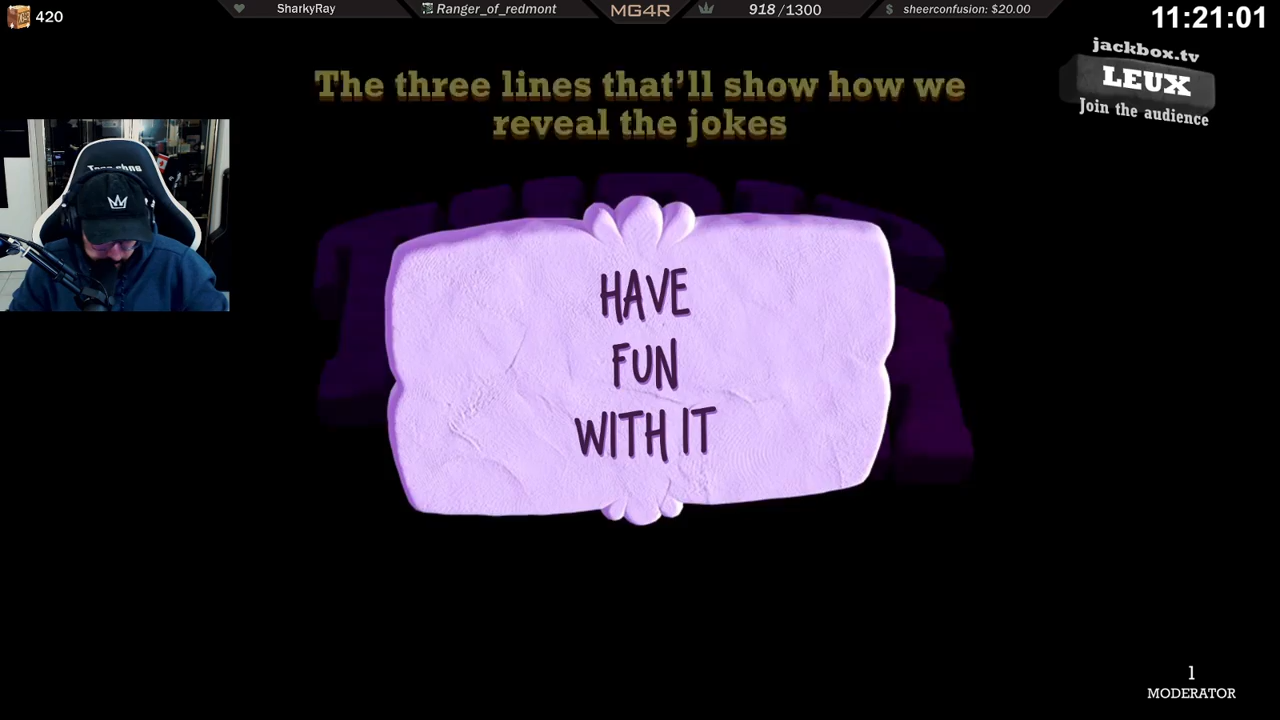 420
SharkyRay
Ranger_of_redmont
MG4R
918 / 1300
$ sheerconfusion: $20.00
11:21:01
jackbox.tv
LEUX
Join the audience
The three lines that’ll show how we
reveal the jokes
HAVE
FUN
WITH IT
1
MODERATOR